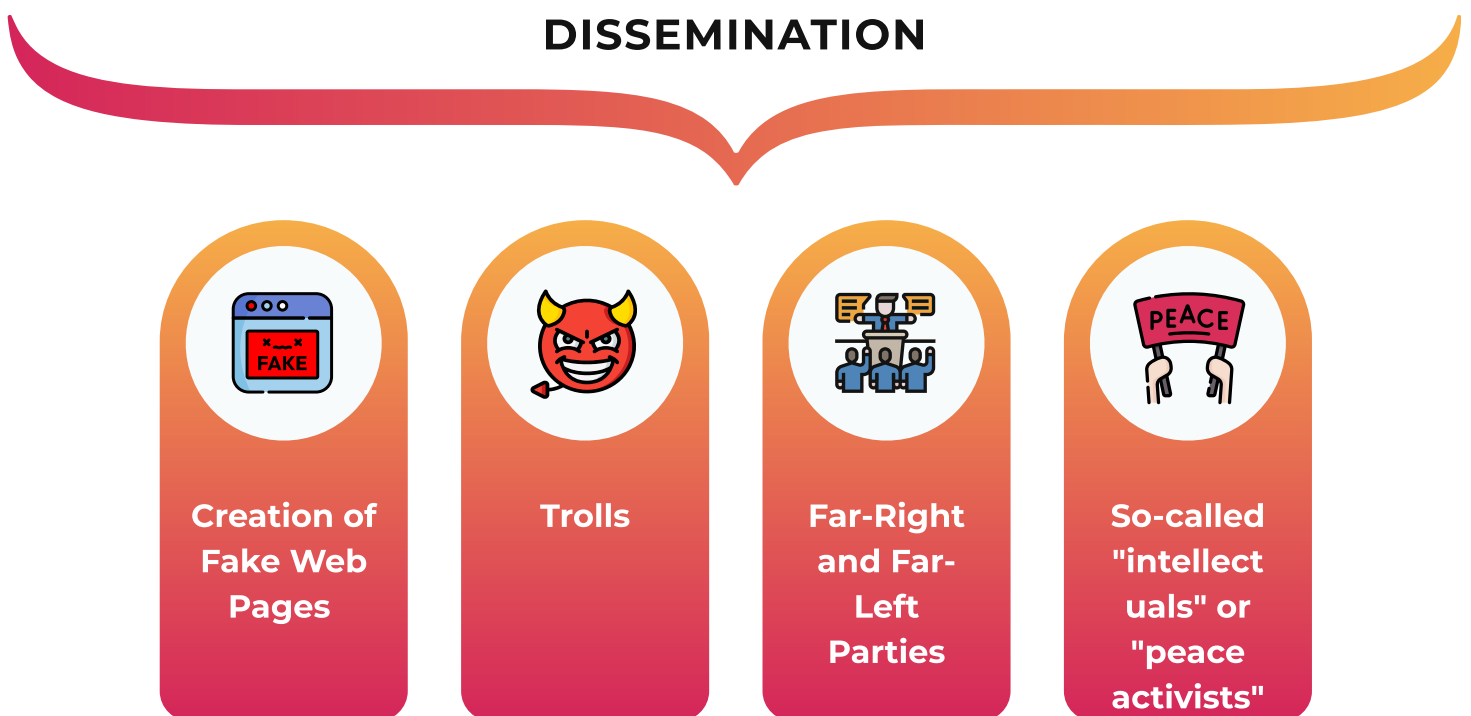 DISSEMINATION
FAKE
PEACE
Creation of
Fake Web
Pages
Trolls
Far-Right
and Far-
Left
Parties
So-called
"intellect
uals" or
"peace
activists"